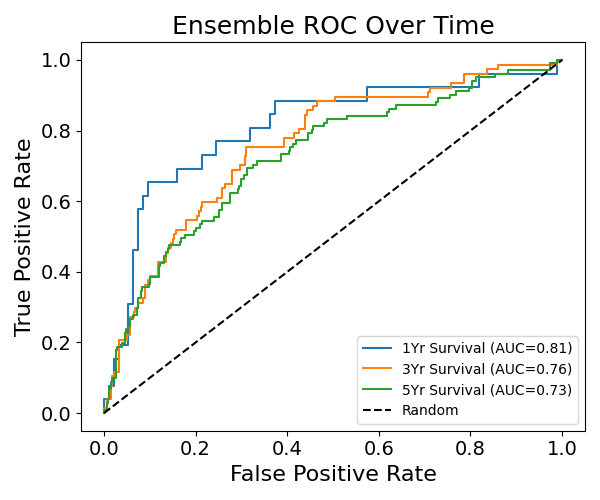 Ensemble ROC Over Time
True Positive Rate
1.0
0.8
0.6
0.4
0.2
0.0
0.0 0.2 0.4 0.6 0.8 1.0
False Positive Rate
1Yr Survival (AUC=0.81)
3Yr Survival (AUC=0.76)
5Yr Survival (AUC=0.73)
Random